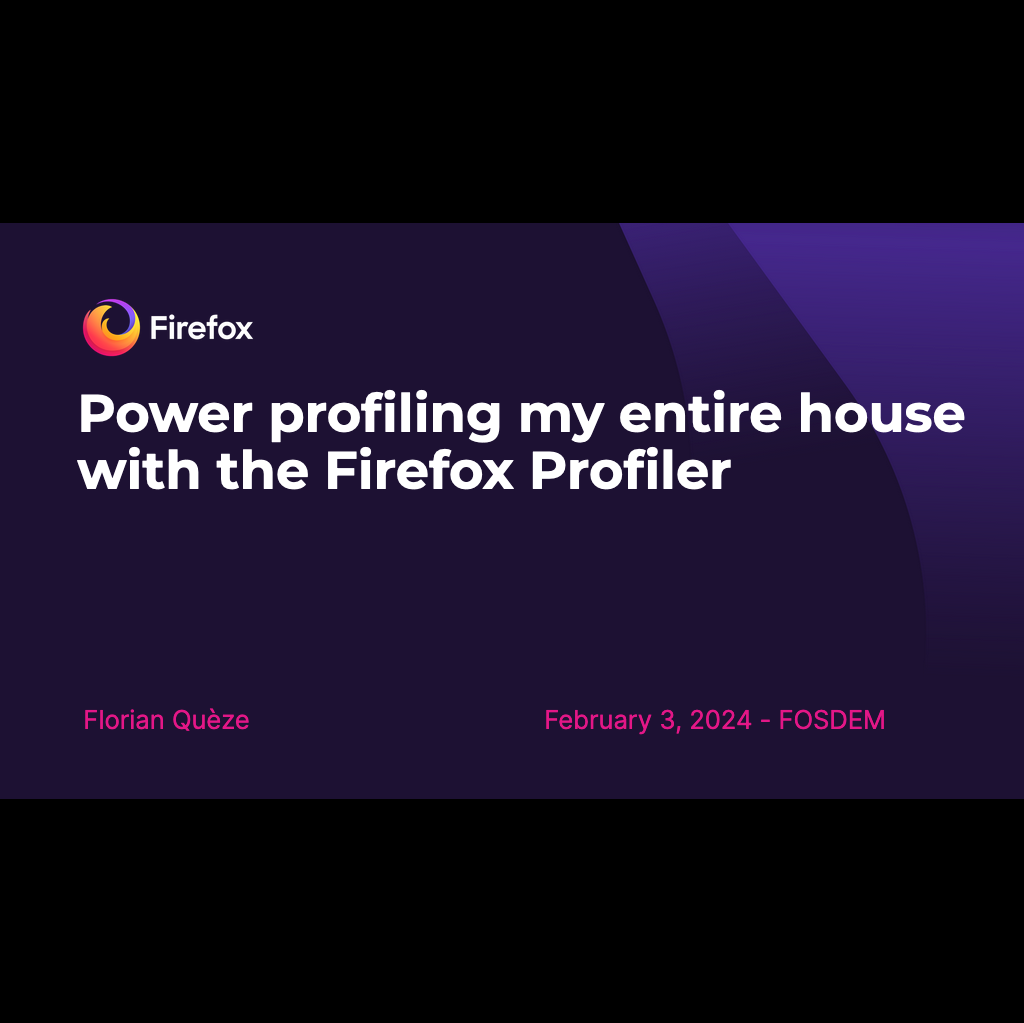 Firefox
Power profiling my entire house
with the Firefox Profiler
Florian Quèze
February 3, 2024 - FOSDEM